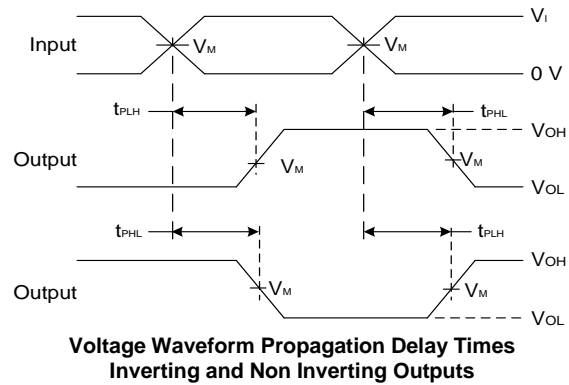 VI
Input VM VM
0 V
tPLH tPHL
VOH
Output VM VM
VOL
tPHL tPLH
VOH
Output VM VM
VOL
Voltage Waveform Propagation Delay Times
Inverting and Non Inverting Outputs